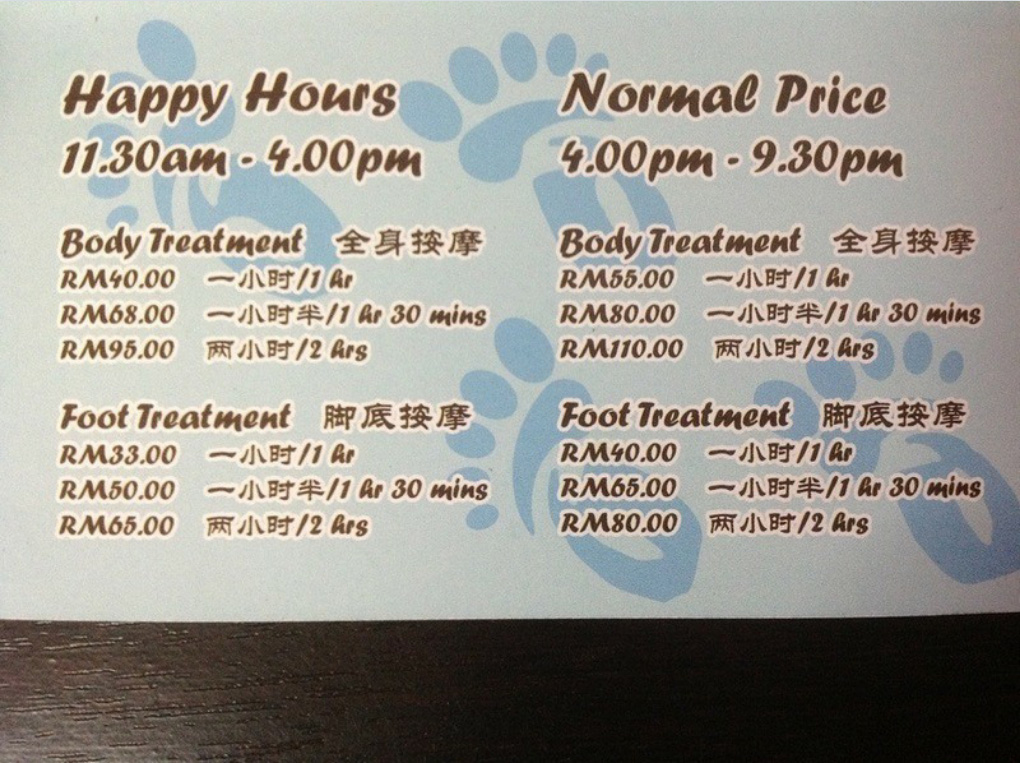 Happy Hours
11.30am - 4.00pm
Body Treatment 全身按摩
RM40.00 一小时/1 hr
RM68.00 一小时半/1 hr 30 mins
RM95.00 两小时/2 hrs
Foot Treatment 脚底按摩
RM33.00 一小时/1 hr
RM50.00 一小时半/1 hr 30 mins
RM65.00 两小时/2 hrs
Normal Price
4.00pm - 9.30pm
Body Treatment 全身按摩
RM55.00 一小时/1 hr
RM80.00 一小时半/1 hr 30 mins
RM110.00 两小时/2 hrs
Foot Treatment 脚底按摩
RM40.00 一小时/1 hr
RM65.00 一小时半/1 hr 30 mins
RM80.00 两小时/2 hrs